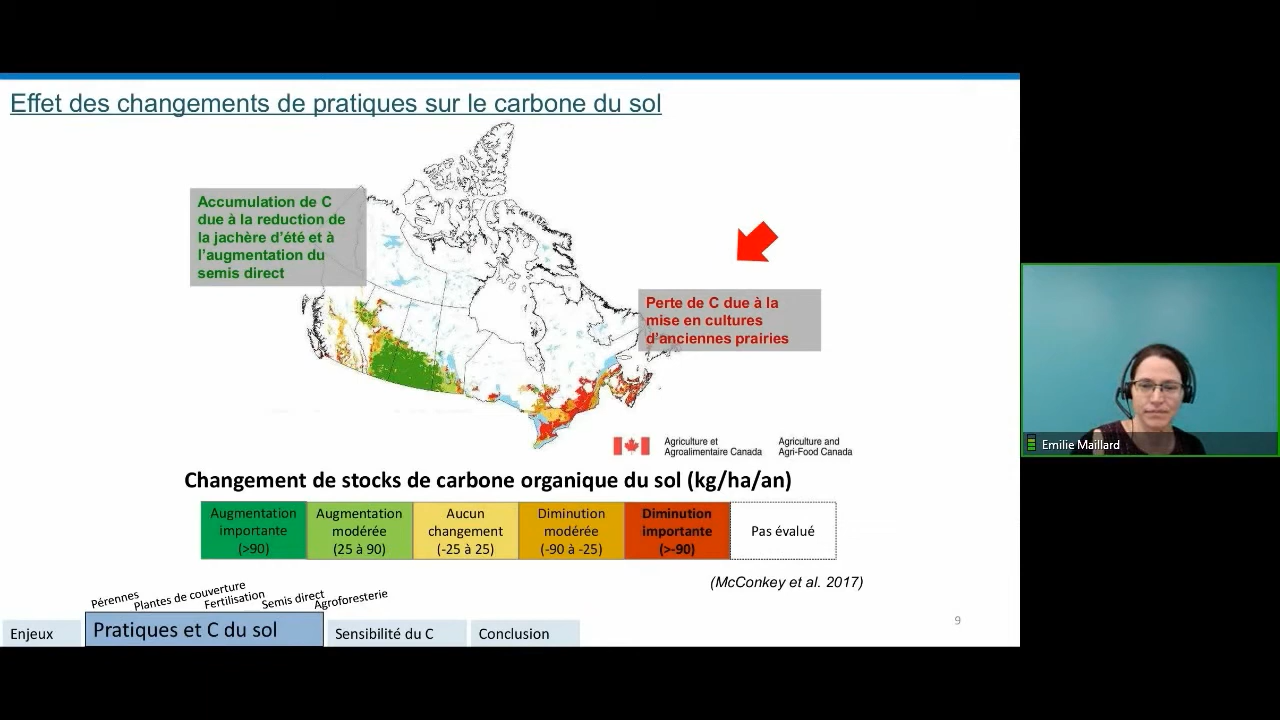 Effet des changements de pratiques sur le carbone du sol
Accumulation de C
due à la reduction de
la jachère d'été et à
l'augmentation du
semis direct
Perte de C due à la
mise en cultures
d'anciennes prairies
Agriculture et
Agroalimentaire Canada
Agriculture and
Agri-Food Canada
Changement de stocks de carbone organique du sol (kg/ha/an)
Augmentation
importante
(>90)
Augmentation
modérée
(25 à 90)
Aucun
changement
(-25 à 25)
Diminution
modérée
(-90 à -25)
Diminution
importante
(>-90)
Pas évalué
(McConkey et al. 2017)
Pérennes
Plantes de couverture
Fertilisation
Semis direct
Agroforesterie
Enjeux
Pratiques et C du sol
Sensibilité du C
Conclusion
9
Emilie Maillard